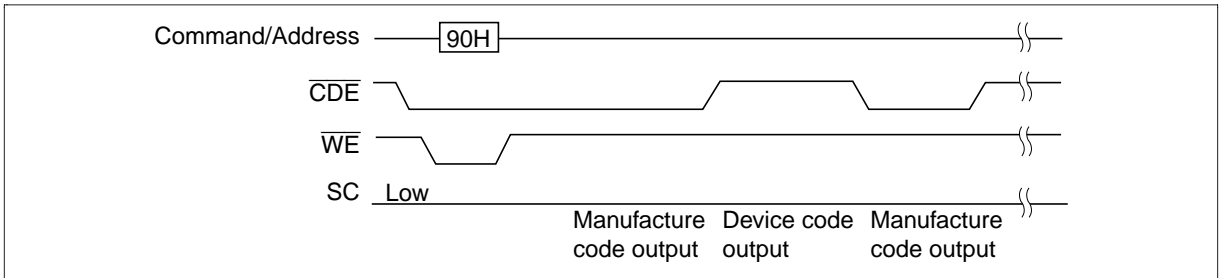 Command/Address
90H
CDE
WE
SC
Low
Manufacture code output
Device code output
Manufacture code output